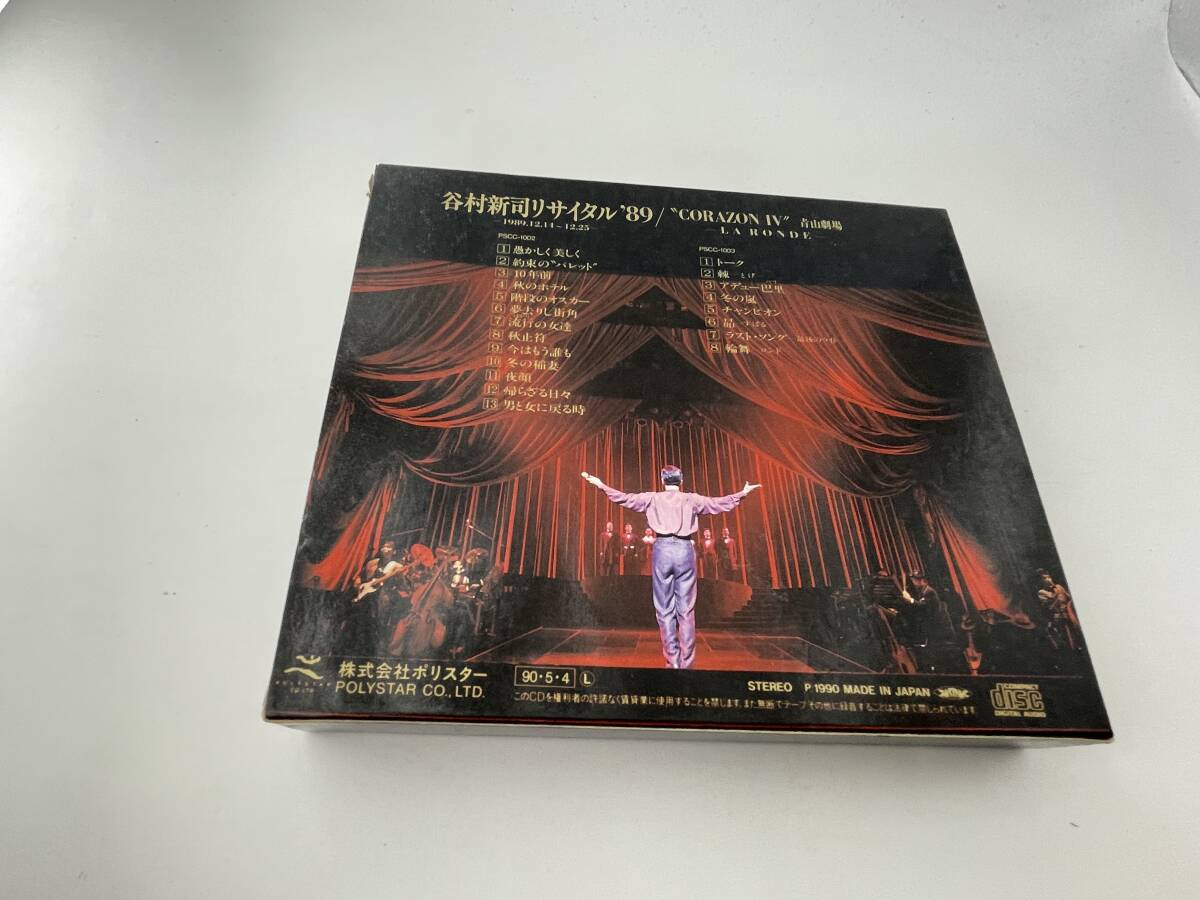 谷村新司リサイタル'89/"CORAZON IV" 青山劇場
1989.12.14~12.25
LA RONDE
PSCC-1002
1 愚かしく美しく
2 約束の"パレット"
3 10年前
4 秋のホテル
5 階段のオスカー
6 夢去りし街角
7 流行の女達
8 秋止符
9 今はもう誰も
10 冬の稲妻
11 夜顔
12 帰らざる日々
13 男と女に戻る時
PSCC-1003
1 トーク
2 棘 -とげ-
3 アデュー巴里
4 冬の嵐
5 チャンピオン
6 昴 -すばる-
7 ラスト・ソング
8 輪舞 -ロンド-
株式会社ポリスター
POLYSTAR CO., LTD.
90・5・4 L
STEREO P 1990 MADE IN JAPAN
COMPACT
disc
DIGITAL AUDIO
このCDを権利者の許諾なく賃貸業に使用することを禁じます。また無断でテープその他に録音することは法律で禁じられています。